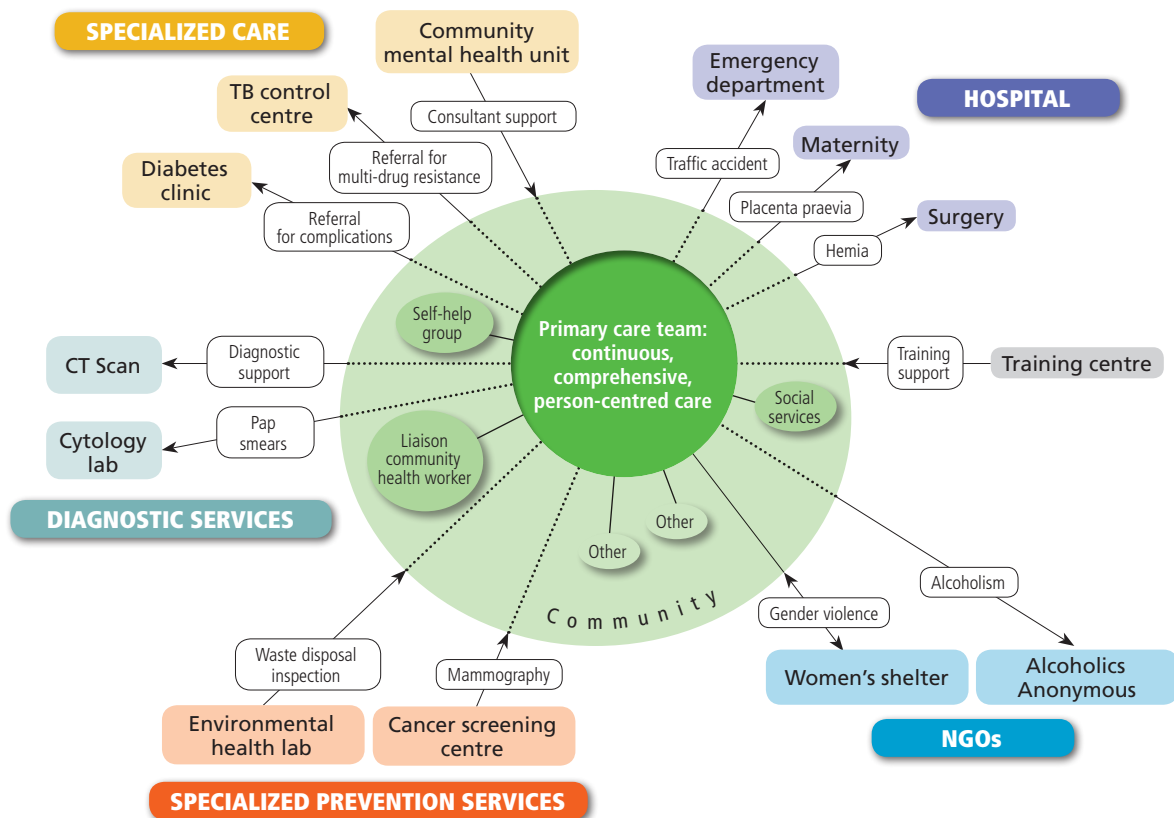 SPECIALIZED CARE
Community
mental health unit
Emergency
department
HOSPITAL
TB control
centre
Consultant support
Maternity
Diabetes
clinic
Referral for
multi-drug resistance
Traffic accident
Placenta praevia
Surgery
Referral
for complications
Hemia
Self-help
group
Primary care team:
continuous,
comprehensive,
person-centred care
CT Scan
Diagnostic
support
Training
support
Training centre
Social
services
Cytology
lab
Pap
smears
Liaison
community
health worker
DIAGNOSTIC SERVICES
Other
Other
Community
Alcoholism
Gender violence
Waste disposal
inspection
Mammography
Women's shelter
Alcoholics
Anonymous
Environmental
health lab
Cancer screening
centre
NGOs
SPECIALIZED PREVENTION SERVICES